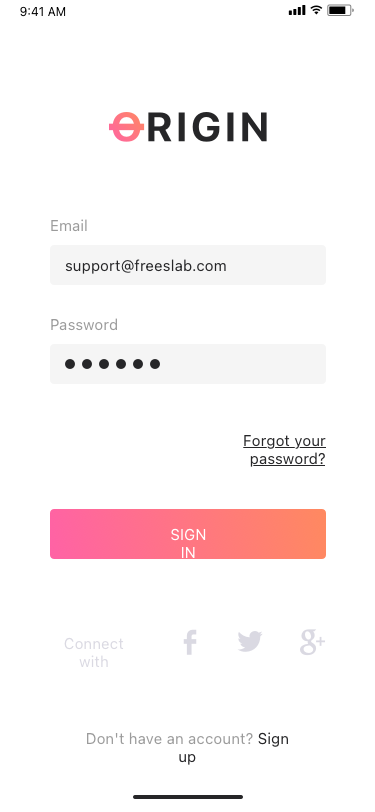 9:41 AM
ORIGIN
Email
support@freeslab.com
Password
Forgot your
password?
SIGN
IN
Connect
with
Don't have an account? Sign
up